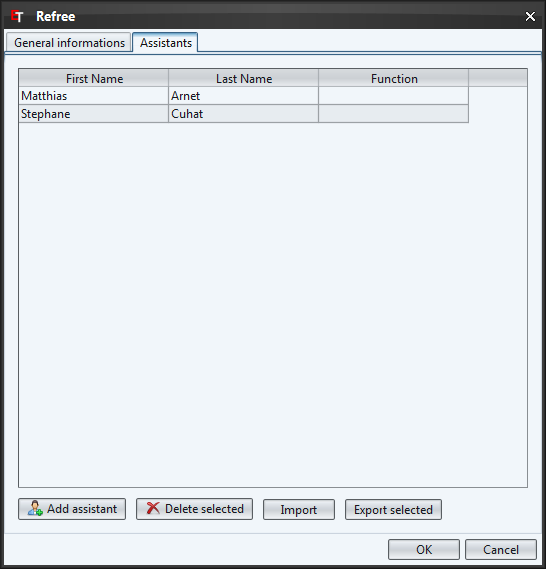 ET Refree
General informations Assistants
First Name Last Name Function
Matthias Arnet
Stephane Cuhat
Add assistant Delete selected Import Export selected
OK Cancel